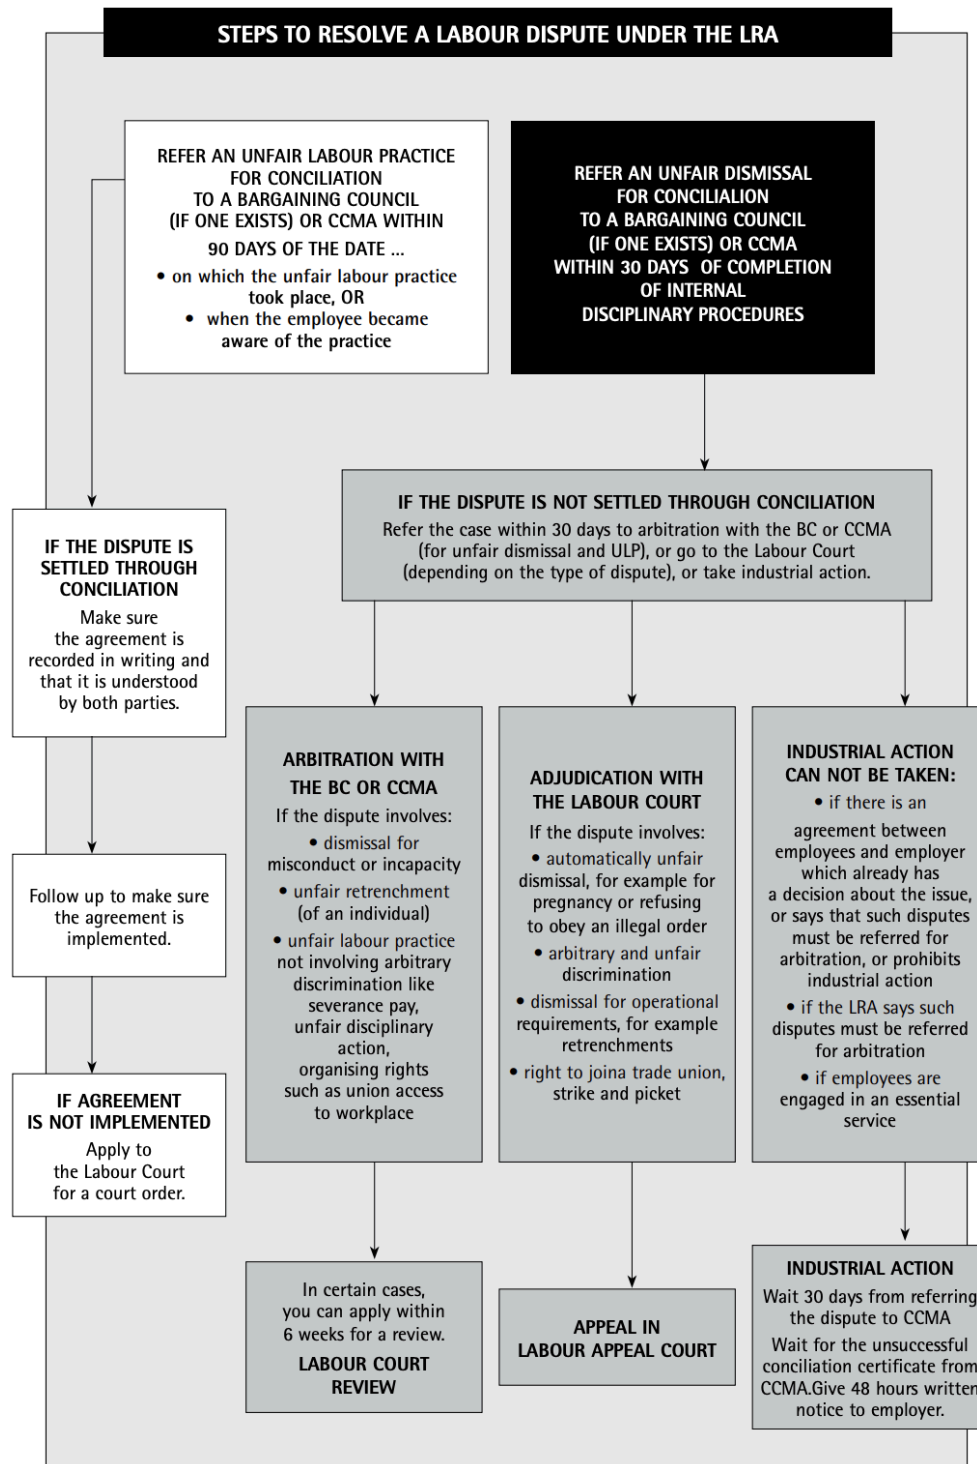 STEPS TO RESOLVE A LABOUR DISPUTE UNDER THE LRA
REFER AN UNFAIR LABOUR PRACTICE
FOR CONCILIATION
TO A BARGAINING COUNCIL
(IF ONE EXISTS) OR CCMA WITHIN
90 DAYS OF THE DATE ...
• on which the unfair labour practice
took place, OR
• when the employee became
aware of the practice
REFER AN UNFAIR DISMISSAL
FOR CONCILIALION
TO A BARGAINING COUNCIL
(IF ONE EXISTS) OR CCMA
WITHIN 30 DAYS OF COMPLETION
OF INTERNAL
DISCIPLINARY PROCEDURES
IF THE DISPUTE IS NOT SETTLED THROUGH CONCILIATION
Refer the case within 30 days to arbitration with the BC or CCMA
(for unfair dismissal and ULP), or go to the Labour Court
(depending on the type of dispute), or take industrial action.
IF THE DISPUTE IS
SETTLED THROUGH
CONCILIATION
Make sure
the agreement is
recorded in writing and
that it is understood
by both parties.
Follow up to make sure
the agreement is
implemented.
IF AGREEMENT
IS NOT IMPLEMENTED
Apply to
the Labour Court
for a court order.
ARBITRATION WITH
THE BC OR CCMA
If the dispute involves:
• dismissal for
misconduct or incapacity
• unfair retrenchment
(of an individual)
• unfair labour practice
not involving arbitrary
discrimination like
severance pay,
unfair disciplinary
action,
organising rights
such as union access
to workplace
ADJUDICATION WITH
THE LABOUR COURT
If the dispute involves:
• automatically unfair
dismissal, for example for
pregnancy or refusing
to obey an illegal order
• arbitrary and unfair
discrimination
• dismissal for operational
requirements, for example
retrenchments
• right to joina trade union,
strike and picket
INDUSTRIAL ACTION
CAN NOT BE TAKEN:
• if there is an
agreement between
employees and employer
which already has
a decision about the issue,
or says that such disputes
must be referred for
arbitration, or prohibits
industrial action
• if the LRA says such
disputes must be referred
for arbitration
• if employees are
engaged in an essential
service
In certain cases,
you can apply within
6 weeks for a review.
LABOUR COURT
REVIEW
APPEAL IN
LABOUR APPEAL COURT
INDUSTRIAL ACTION
Wait 30 days from referring
the dispute to CCMA
Wait for the unsuccessful
conciliation certificate from
CCMA.Give 48 hours written
notice to employer.